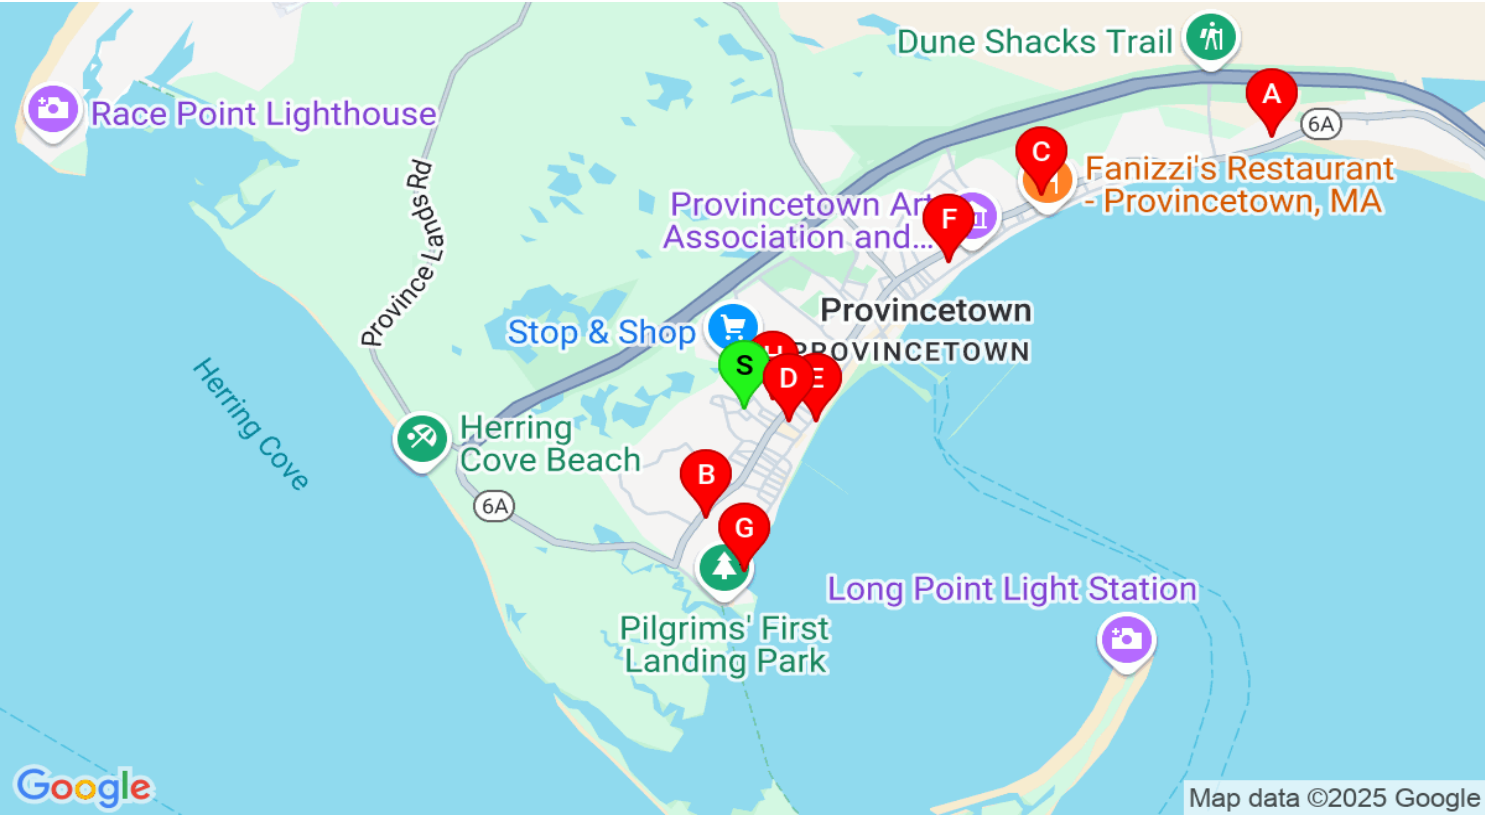 Dune Shacks Trail
A
6A
Race Point Lighthouse
C
Fanizzi's Restaurant
- Provincetown, MA
Province Lands Rd
Provincetown Art
Association and...
F
Provincetown
Stop & Shop
PROVINCETOWN
H
S
D
E
Herring Cove
Herring
Cove Beach
B
6A
G
Long Point Light Station
Pilgrims' First
Landing Park
Google
Map data ©2025 Google